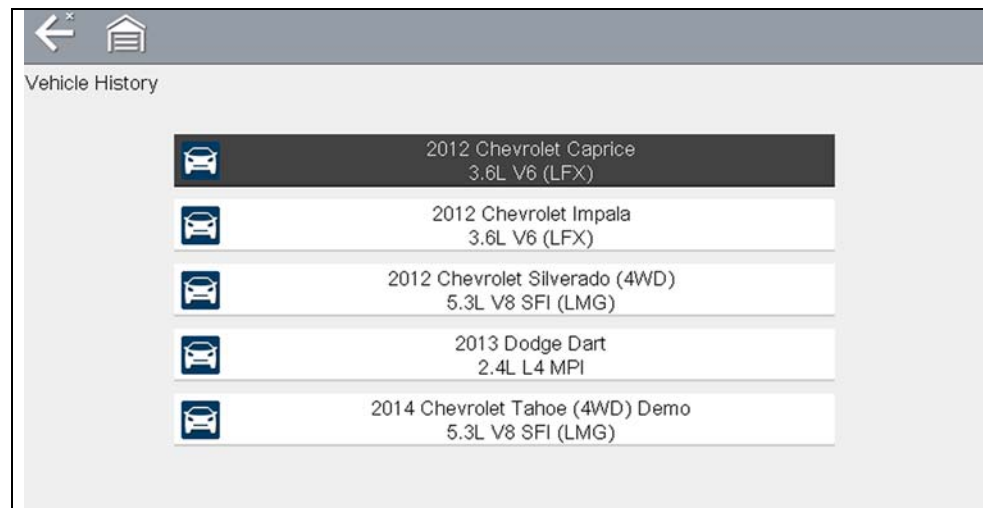 Vehicle History
2012 Chevrolet Caprice
3.6L V6 (LFX)
2012 Chevrolet Impala
3.6L V6 (LFX)
2012 Chevrolet Silverado (4WD)
5.3L V8 SFI (LMG)
2013 Dodge Dart
2.4L L4 MPI
2014 Chevrolet Tahoe (4WD) Demo
5.3L V8 SFI (LMG)